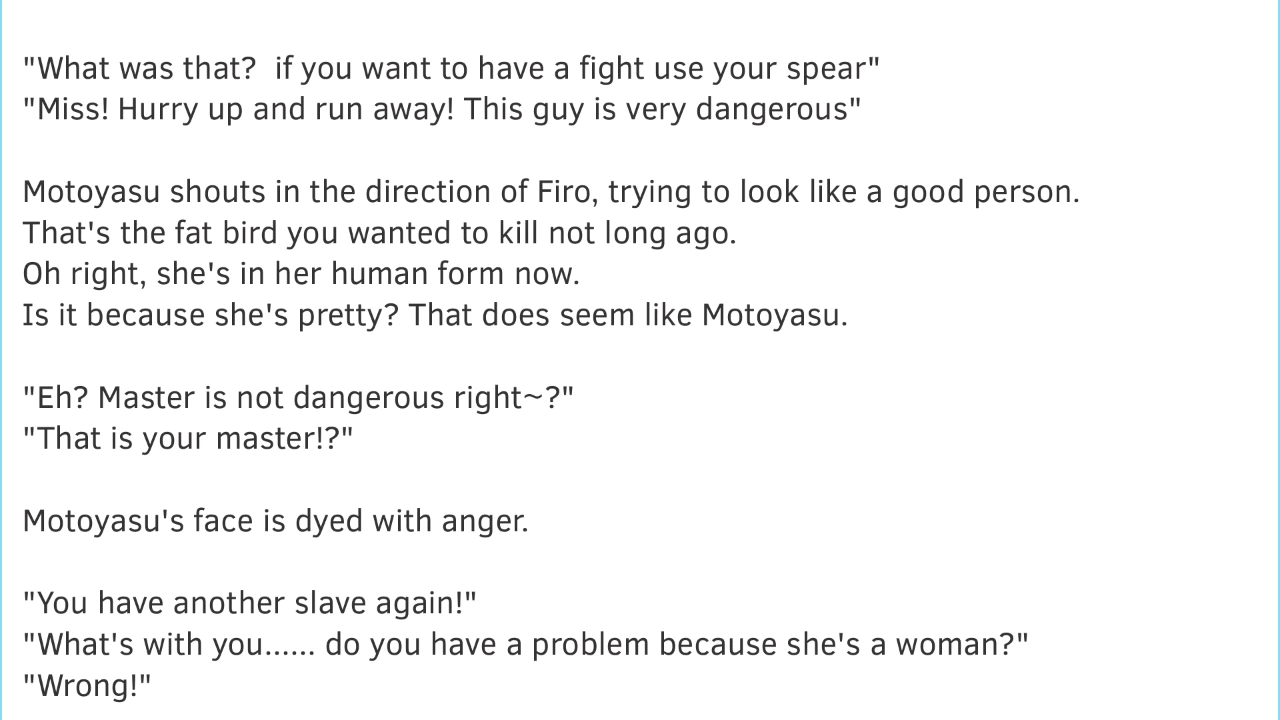 "What was that?  if you want to have a fight use your spear"
"Miss! Hurry up and run away! This guy is very dangerous"
Motoyasu shouts in the direction of Firo, trying to look like a good person.
That's the fat bird you wanted to kill not long ago.
Oh right, she's in her human form now.
Is it because she's pretty? That does seem like Motoyasu.
"Eh? Master is not dangerous right~?"
"That is your master!?"
Motoyasu's face is dyed with anger.
"You have another slave again!"
"What's with you...... do you have a problem because she's a woman?"
"Wrong!"